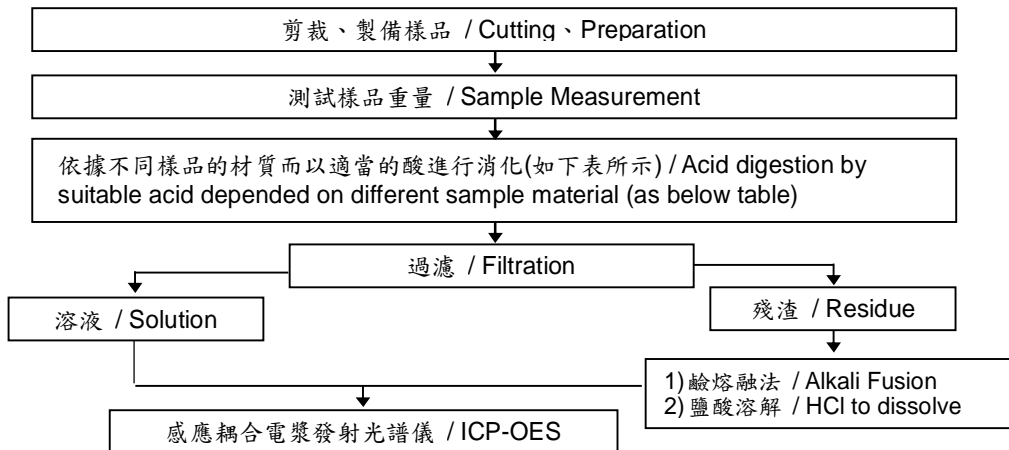 剪裁、製備樣品 / Cutting、Preparation
測試樣品重量 / Sample Measurement
依據不同樣品的材質而以適當的酸進行消化(如下表所示) / Acid digestion by
suitable acid depended on different sample material (as below table)
過濾 / Filtration
溶液 / Solution
殘渣 / Residue
1) 鹼熔融法 / Alkali Fusion
2) 鹽酸溶解 / HCl to dissolve
感應耦合電漿發射光譜儀 / ICP-OES